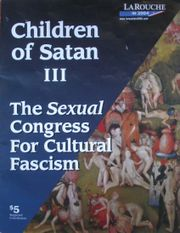 LAROUCHE
IN 2004
Children
of Satan
III
The Sexual
Congress
For Cultural
Fascism
$5